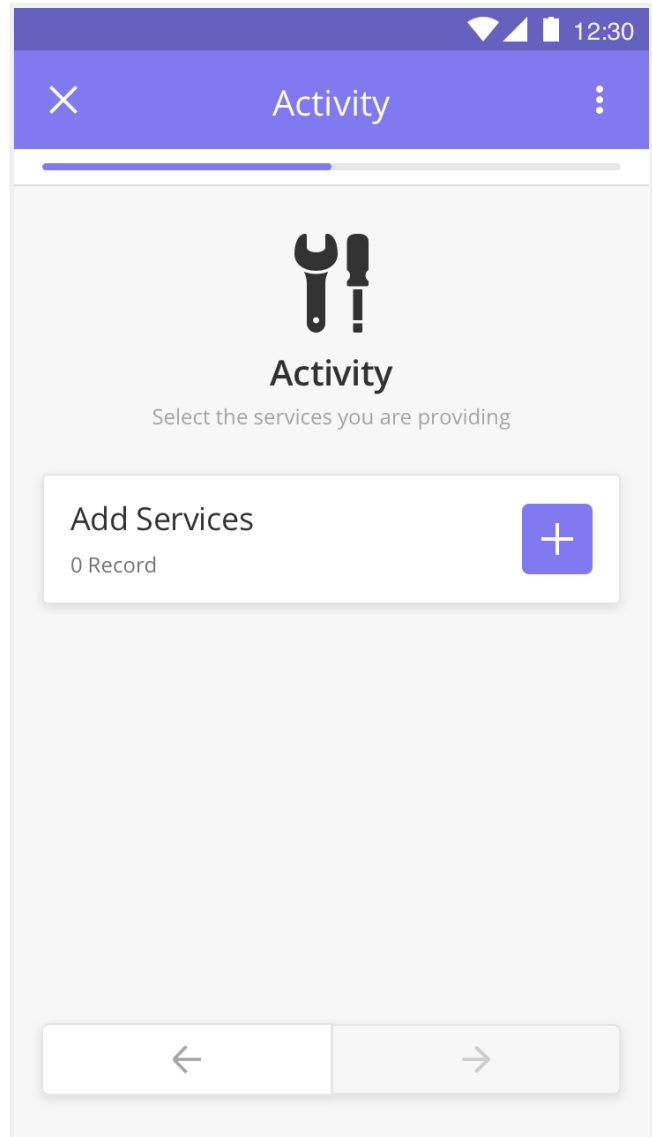 12:30
Activity
Activity
Select the services you are providing
Add Services
0 Record